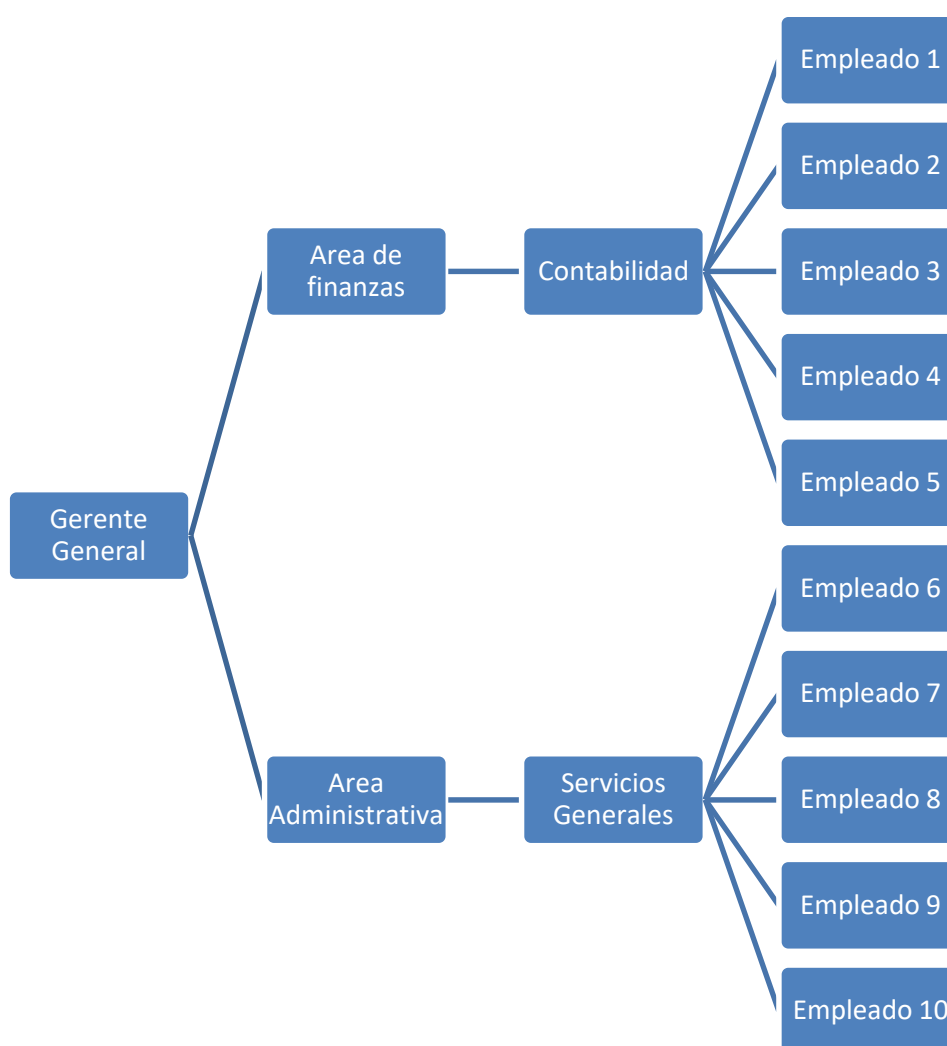 Gerente
General
Area de
finanzas
Contabilidad
Empleado 1
Empleado 2
Empleado 3
Empleado 4
Empleado 5
Area
Administrativa
Servicios
Generales
Empleado 6
Empleado 7
Empleado 8
Empleado 9
Empleado 10